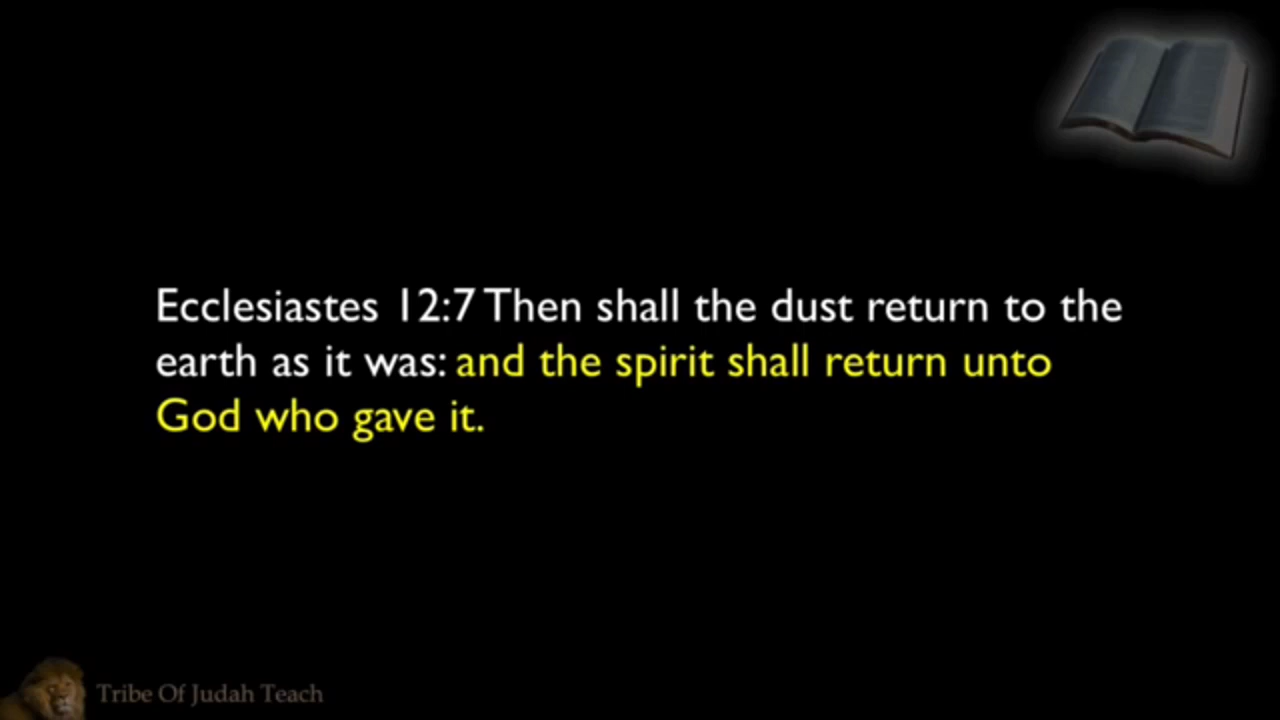 Ecclesiastes 12:7 Then shall the dust return to the
earth as it was: and the spirit shall return unto
God who gave it.
Tribe Of Judah Teach